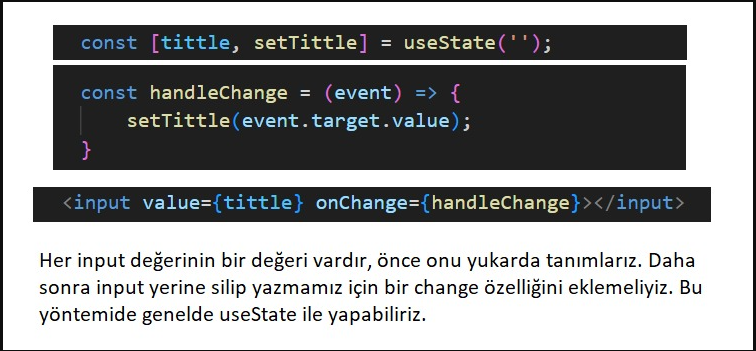 const [tittle, setTittle] = useState('');
const handleChange = (event) => {
setTittle(event.target.value);
}
<input value={tittle} onChange={handleChange}></input>
Her input değerinin bir değeri vardır, önce onu yukarda tanımlarız. Daha
sonra input yerine silip yazmamız için bir change özelliğini eklemeliyiz. Bu
yöntemide genelde useState ile yapabiliriz.